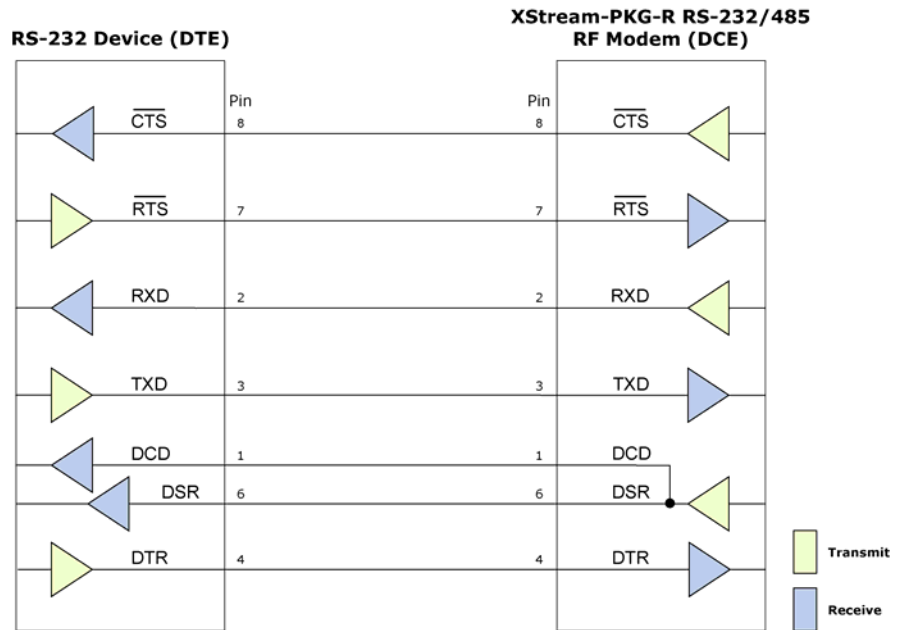 XStream-PKG-R RS-232/485
RS-232 Device (DTE) RF Modem (DCE)
Pin Pin
CTS 8 8 CTS
RTS 7 7 RTS
RXD 2 2 RXD
TXD 3 3 TXD
DCD 1 1 DCD
DSR 6 6 DSR
DTR 4 4 DTR
Transmit
Receive